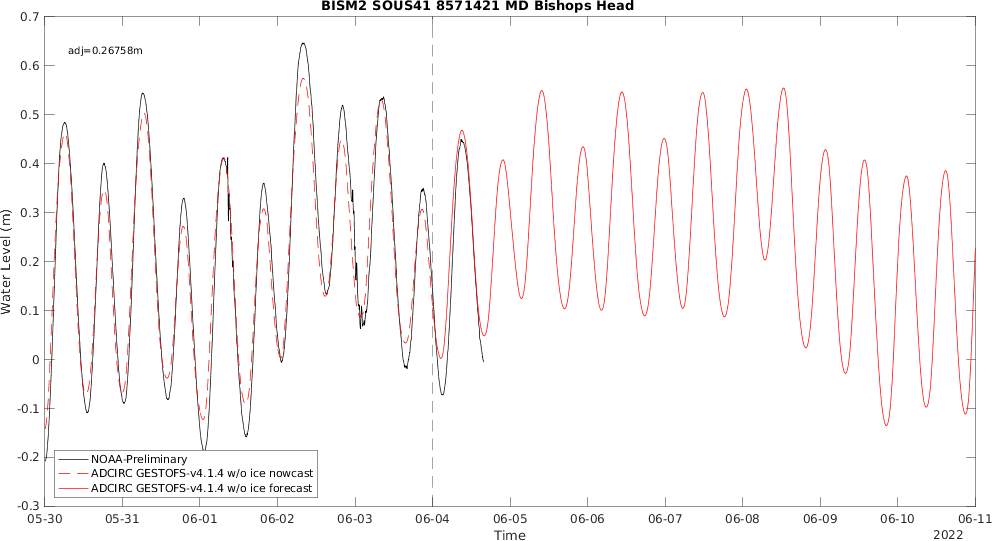 BISM2 SOUS41 8571421 MD Bishops Head
adj=0.26758m
0.7
0.6
0.5
0.4
0.3
0.2
0.1
0
-0.1
-0.2
-0.3
Water Level (m)
NOAA-Preliminary
ADCIRC GESTOFS-v4.1.4 w/o ice nowcast
ADCIRC GESTOFS-v4.1.4 w/o ice forecast
05-30 05-31 06-01 06-02 06-03 06-04 06-05 06-06 06-07 06-08 06-09 06-10 06-11
Time
2022